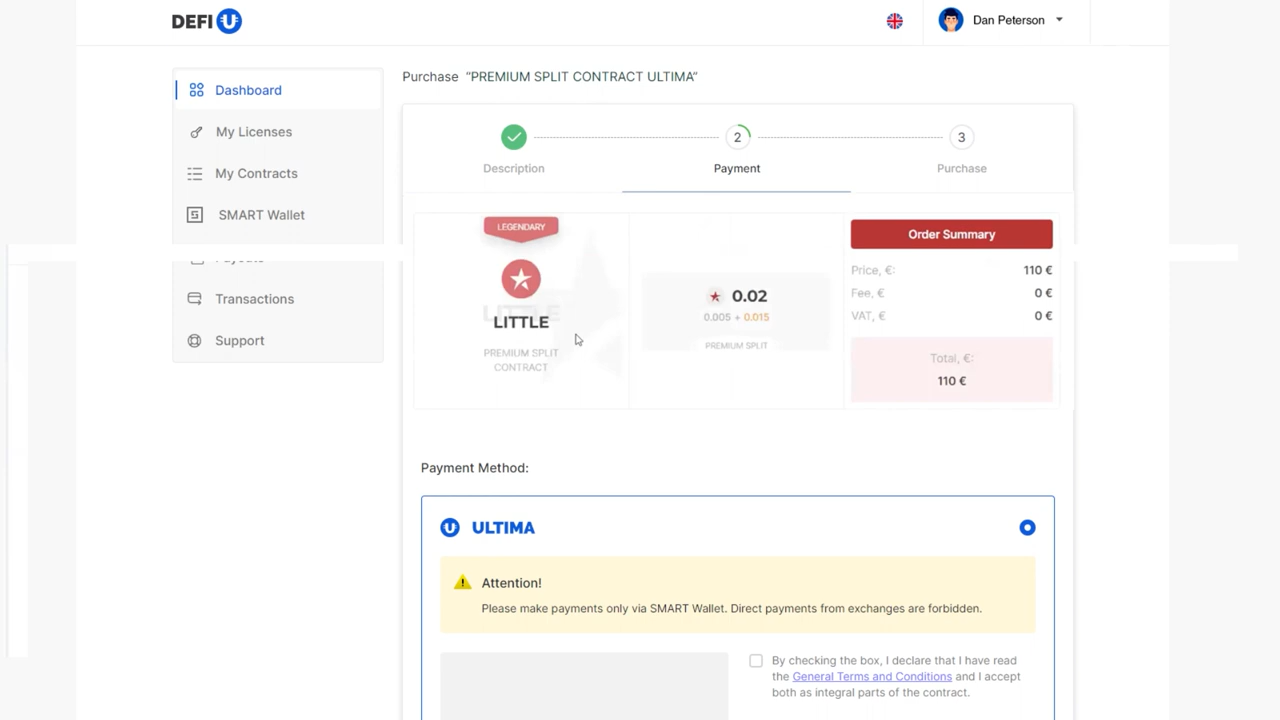 DEFI U
Dan Peterson
Dashboard
My Licenses
My Contracts
SMART Wallet
Transactions
Support
Purchase “PREMIUM SPLIT CONTRACT ULTIMA”
2
3
Description
Payment
Purchase
LEGENDARY
LITTLE
PREMIUM SPLIT
CONTRACT
0.02
0.005 + 0.015
PREMIUM SPLIT
Order Summary
Price, €: 110 €
Fee, € 0 €
VAT, € 0 €
Total, €:
110 €
Payment Method:
ULTIMA
Attention!
Please make payments only via SMART Wallet. Direct payments from exchanges are forbidden.
By checking the box, I declare that I have read
the General Terms and Conditions and I accept
both as integral parts of the contract.